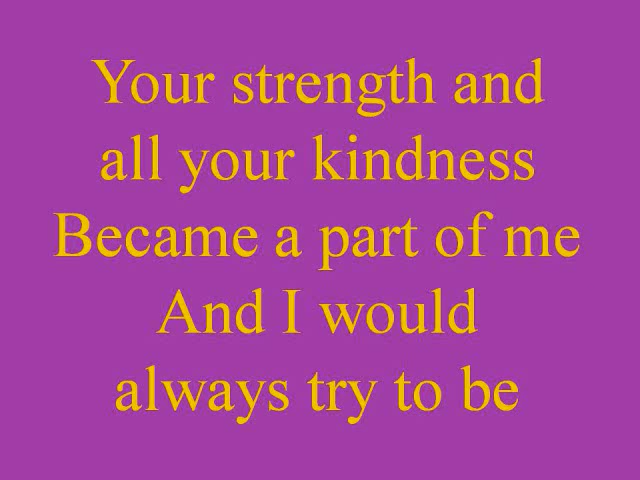 Your strength and
all your kindness
Became a part of me
And I would
always try to be